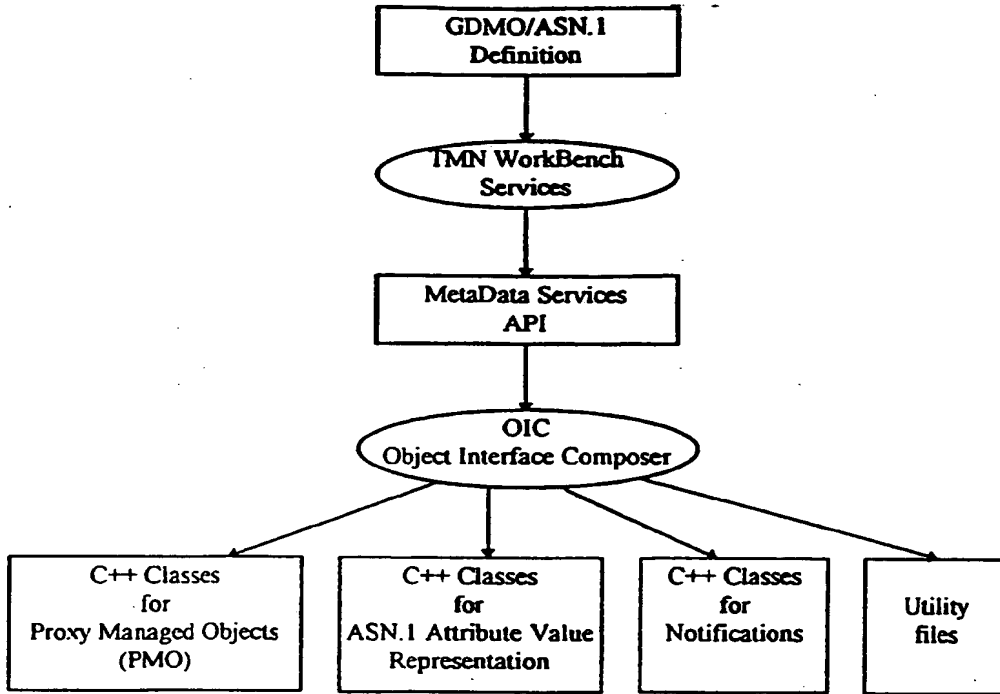 GDMO/ASN.1
Definition
TMN WorkBench
Services
MetaData Services
API
OIC
Object Interface Composer
C++ Classes
for
Proxy Managed Objects
(PMO)
C++ Classes
for
ASN.1 Attribute Value
Representation
C++ Classes
for
Notifications
Utility
files